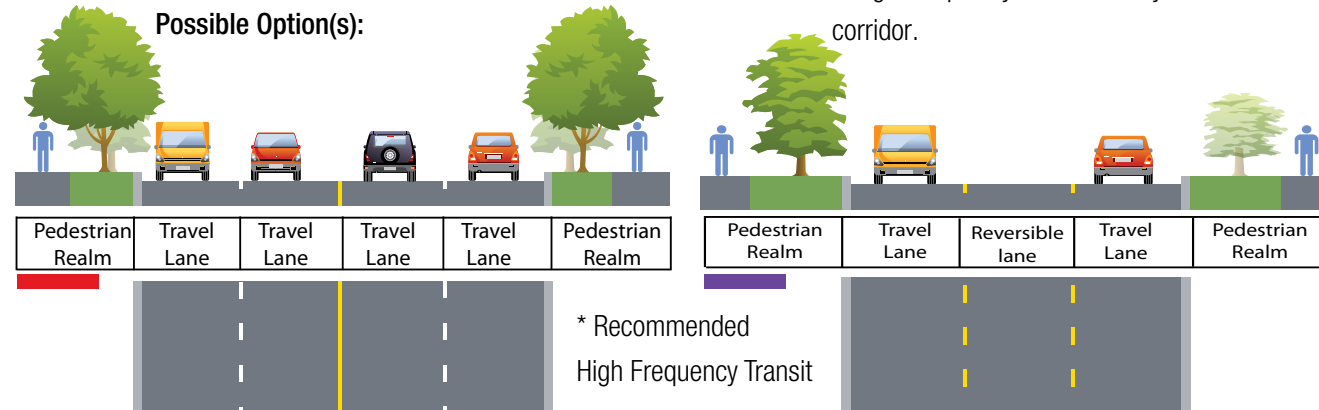 Possible Option(s):
corridor.
Pedestrian Realm
Travel Lane
Travel Lane
Travel Lane
Travel Lane
Pedestrian Realm
Pedestrian Realm
Travel Lane
Reversible lane
Travel Lane
Pedestrian Realm
* Recommended
High Frequency Transit